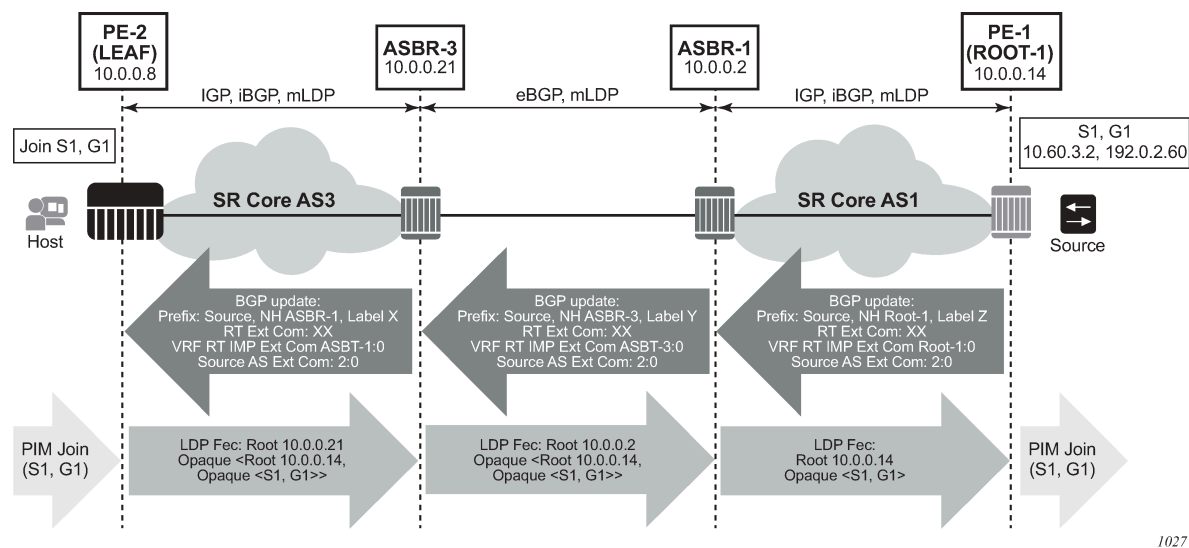 PE-2
(LEAF)
10.0.0.8
ASBR-3
10.0.0.21
ASBR-1
10.0.0.2
PE-1
(ROOT-1)
10.0.0.14
IGP, iBGP, mLDP
eBGP, mLDP
IGP, iBGP, mLDP
Join S1, G1
S1, G1
10.60.3.2, 192.0.2.60
SR Core AS3
SR Core AS1
Host
Source
BGP update:
Prefix: Source, NH ASBR-1, Label X
RT Ext Com: XX
VRF RT IMP Ext Com ASBT-1:0
Source AS Ext Com: 2:0
BGP update:
Prefix: Source, NH ASBR-3, Label Y
RT Ext Com: XX
VRF RT IMP Ext Com ASBT-3:0
Source AS Ext Com: 2:0
BGP update:
Prefix: Source, NH Root-1, Label Z
RT Ext Com: XX
VRF RT IMP Ext Com Root-1:0
Source AS Ext Com: 2:0
PIM Join
(S1, G1)
LDP Fec: Root 10.0.0.21
Opaque <Root 10.0.0.14,
Opaque <S1, G1>>
LDP Fec: Root 10.0.0.2
Opaque <Root 10.0.0.14,
Opaque <S1, G1>>
LDP Fec:
Root 10.0.0.14
Opaque <S1, G1>
PIM Join
(S1, G1)
1027